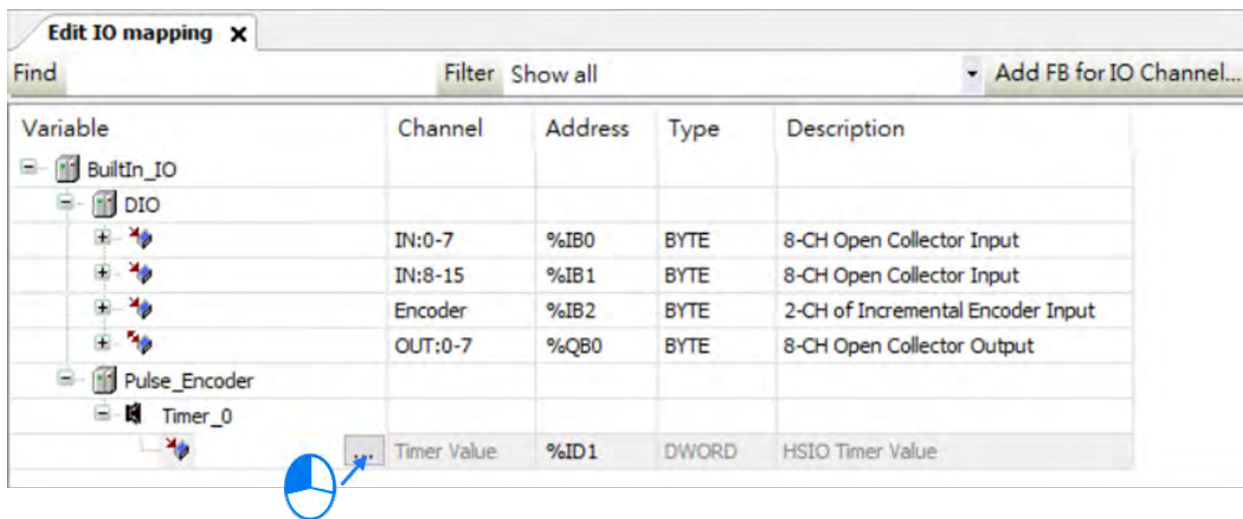 Edit IO mapping
Find Filter Show all Add FB for IO Channel...
Variable Channel Address Type Description
BuiltIn_IO
DIO
IN:0-7 %IB0 BYTE 8-CH Open Collector Input
IN:8-15 %IB1 BYTE 8-CH Open Collector Input
Encoder %IB2 BYTE 2-CH of Incremental Encoder Input
OUT:0-7 %QB0 BYTE 8-CH Open Collector Output
Pulse_Encoder
Timer_0
... Timer Value %ID1 DWORD HSIO Timer Value